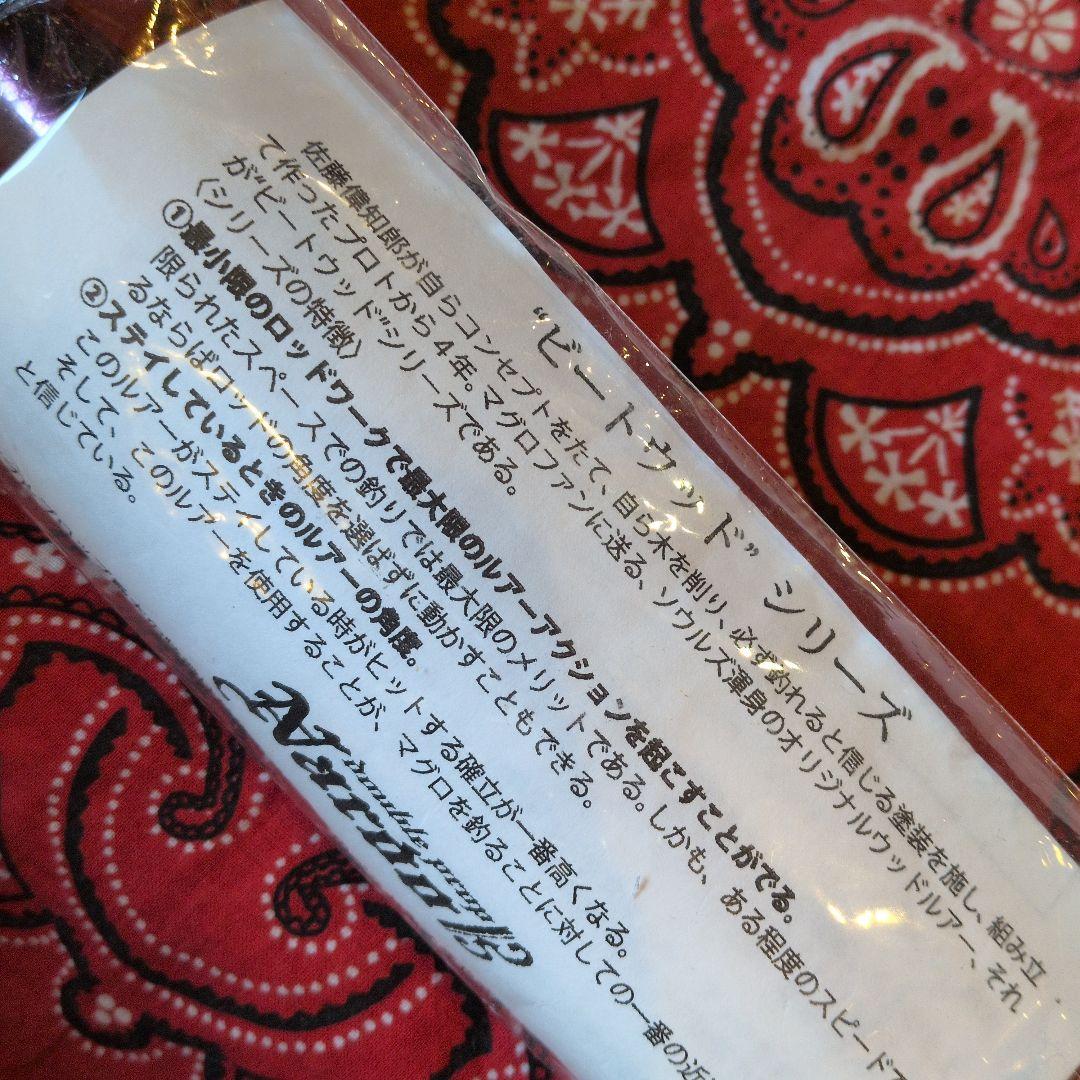 “ビートウッド”シリーズ
佐藤偉知郎が自らコンセプトをたて、自ら木を削り、必ず釣れると信じる塗装を施し、組み立
て作ったプロトから4年。マグロファンに送る、ソウルズ渾身のオリジナルウッドルアー、それ
が“ビートウッド”シリーズである。
〈シリーズの特徴〉
①最小限のロッドワークで最大限のルアーアクションを起こすことがでる。
限られたスペースでの釣りでは最大限のメリットである。しかも、ある程度のスピードで
るならばロッドの角度を選ばずに動かすこともできる。
②ステイしているときのルアーの角度。
そして、このルアーがステイしている時がヒットする確立が一番高くなる。
このルアーを使用することが、マグロを釣ることに対しての一番の近
と信じている。